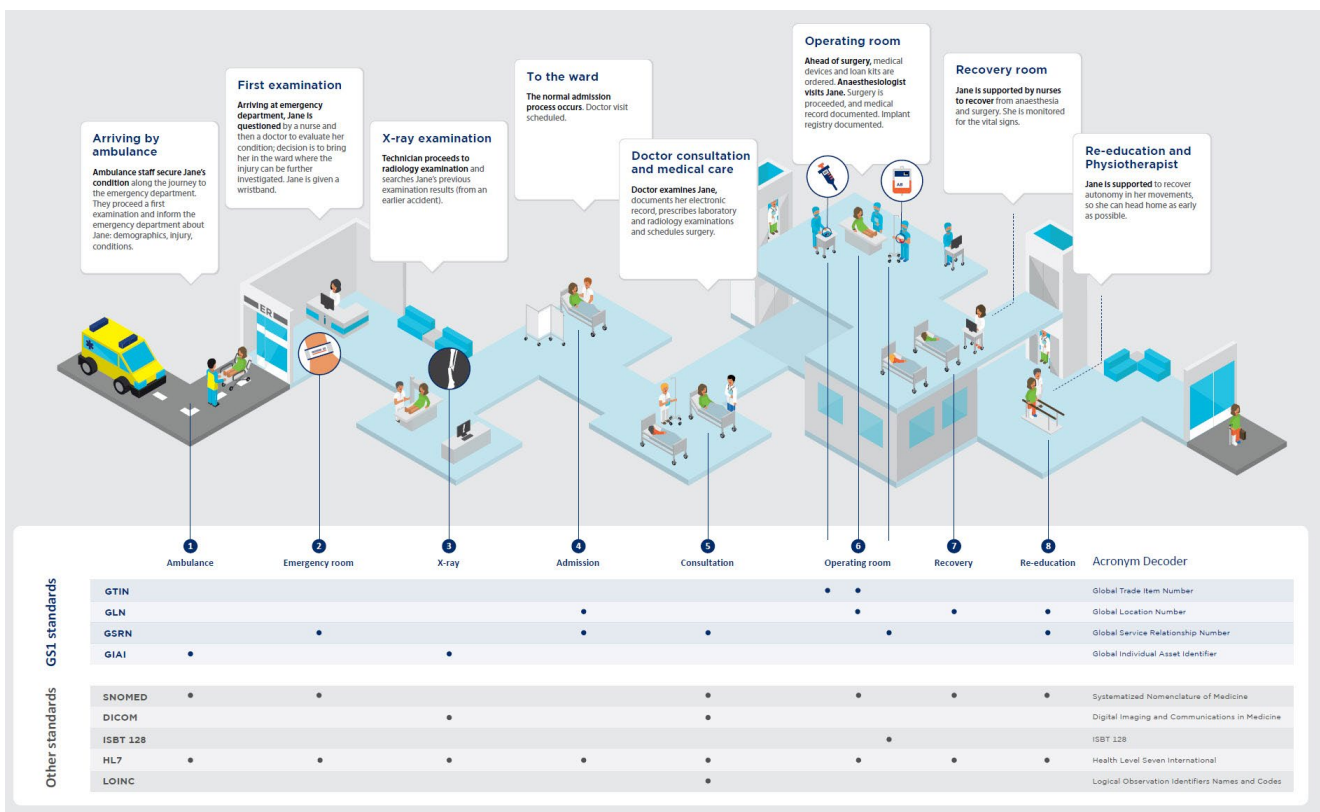 Arriving by
ambulance
Ambulance staff secure Jane's
condition along the journey to
the emergency department.
They proceed a first
examination and inform the
emergency department about
Jane: demographics, injury,
conditions.
First examination
Arriving at emergency
department, Jane is
questioned by a nurse and
then a doctor to evaluate her
condition; decision is to bring
her in the ward where the
injury can be further
investigated. Jane is given a
wristband.
X-ray examination
Technician proceeds to
radiology examination and
searches Jane's previous
examination results (from an
earlier accident).
To the ward
The normal admission
process occurs. Doctor visit
scheduled.
Doctor consultation
and medical care
Doctor examines Jane,
documents her electronic
record, prescribes laboratory
and radiology examinations
and schedules surgery.
Operating room
Ahead of surgery, medical
devices and loan kits are
ordered. Anaesthesiologist
visits Jane. Surgery is
proceeded, and medical
record documented. Implant
registry documented.
Recovery room
Jane is supported by nurses
to recover from anaesthesia
and surgery. She is monitored
for the vital signs.
Re-education and
Physiotherapist
Jane is supported to recover
autonomy in her movements,
so she can head home as early
as possible.
ER
1 2 3 4 5 6 7 8
Ambulance Emergency room X-ray Admission Consultation Operating room Recovery Re-education Acronym Decoder
GS1 standards
GTIN Global Trade Item Number
GLN Global Location Number
GSRN Global Service Relationship Number
GIAI Global Individual Asset Identifier
Other standards
SNOMED Systematized Nomenclature of Medicine
DICOM Digital Imaging and Communications in Medicine
ISBT 128 ISBT 128
HL7 Health Level Seven International
LOINC Logical Observation Identifiers Names and Codes